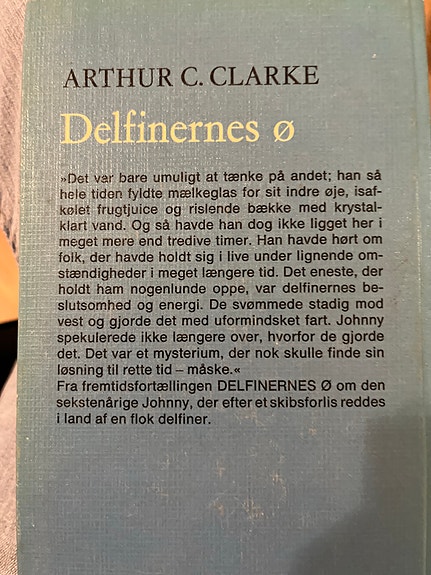 ARTHUR C. CLARKE
Delfinernes ø
»Det var bare umuligt at tænke på andet; han så
hele tiden fyldte mælkeglas for sit indre øje, isaf-
kølet frugtjuice og rislende bække med krystal-
klart vand. Og så havde han dog ikke ligget her i
meget mere end tredive timer. Han havde hørt om
folk, der havde holdt sig i live under lignende om-
stændigheder i meget længere tid. Det eneste, der
holdt ham nogenlunde oppe, var delfinernes be-
slutsomhed og energi. De svømmede stadig mod
vest og gjorde det med uformindsket fart. Johnny
spekulerede ikke længere over, hvorfor de gjorde
det. Det var et mysterium, der nok skulle finde sin
løsning til rette tid – måske.«
Fra fremtidsfortællingen DELFINERNES Ø om den
sekstenårige Johnny, der efter et skibsforlis reddes
i land af en flok delfiner.